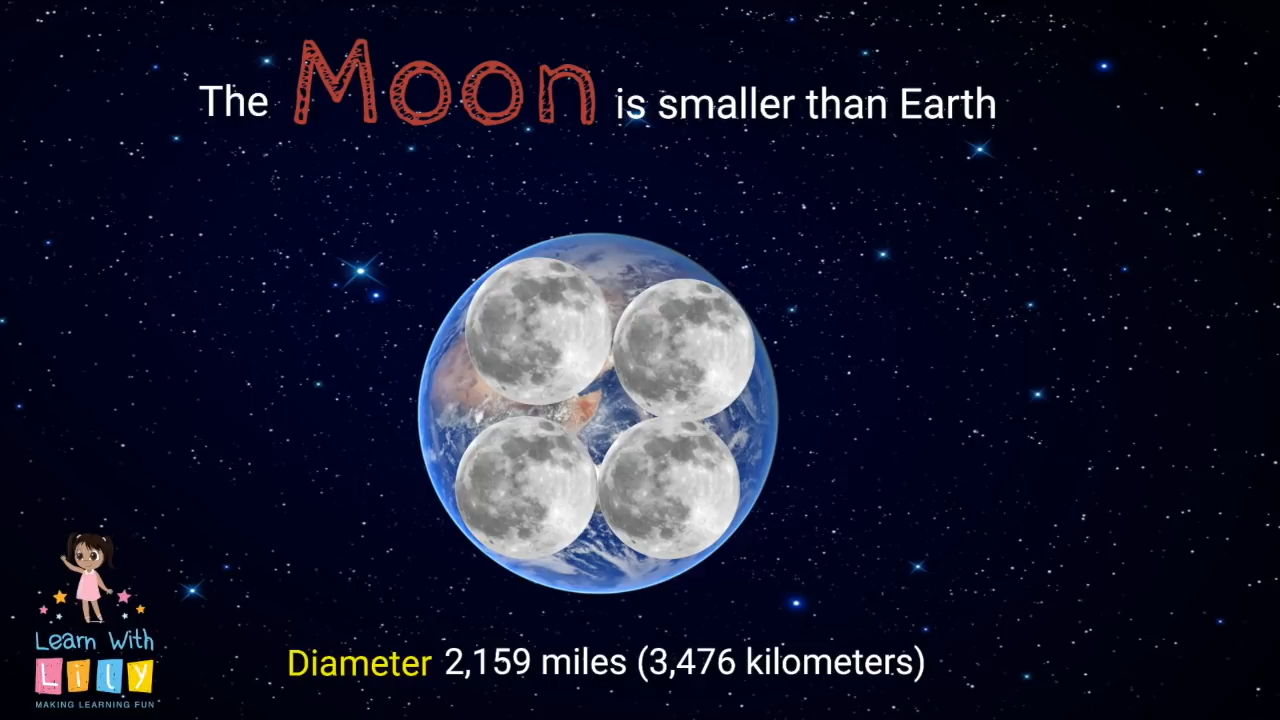 The Moon is smaller than Earth
Diameter 2,159 miles (3,476 kilometers)
Learn With
Lily
MAKING LEARNING FUN